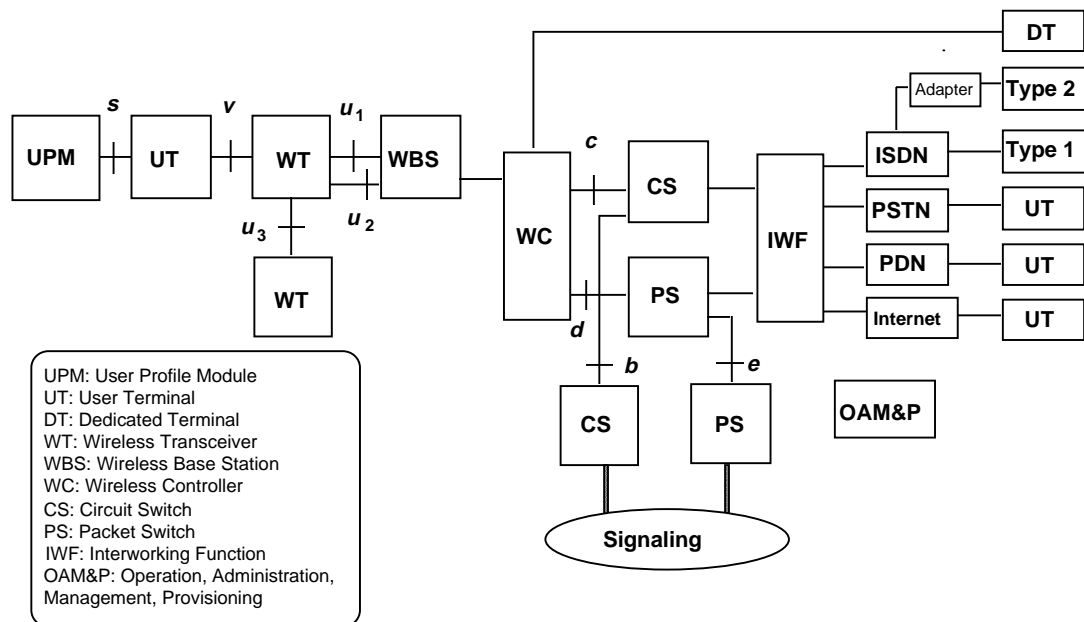 DT
Adapter
Type 2
s
v
u1
UPM
UT
WT
WBS
u2
u3
WT
c
CS
WC
d
PS
IWF
ISDN
Type 1
PSTN
UT
PDN
UT
Internet
UT
b
e
CS
PS
OAM&P
Signaling
UPM: User Profile Module
UT: User Terminal
DT: Dedicated Terminal
WT: Wireless Transceiver
WBS: Wireless Base Station
WC: Wireless Controller
CS: Circuit Switch
PS: Packet Switch
IWF: Interworking Function
OAM&P: Operation, Administration,
Management, Provisioning